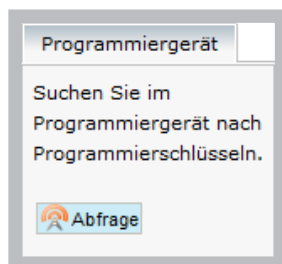 Programmiergerät
Suchen Sie im
Programmiergerät nach
Programmierschlüsseln.
Abfrage